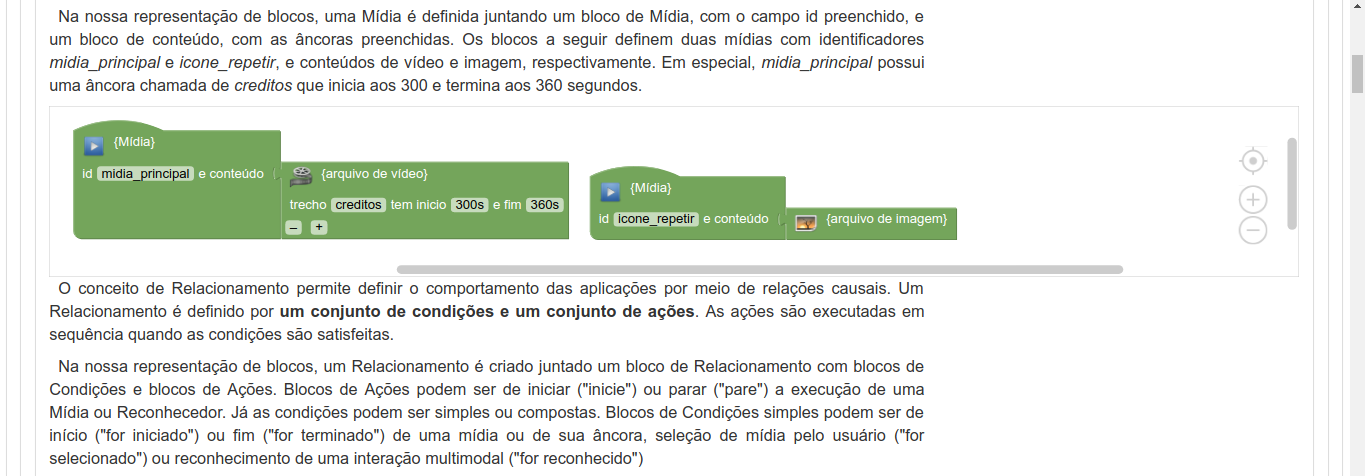 Na nossa representação de blocos, uma Mídia é definida juntando um bloco de Mídia, com o campo id preenchido, e
um bloco de conteúdo, com as âncoras preenchidas. Os blocos a seguir definem duas mídias com identificadores
midia_principal e icone_repetir, e conteúdos de vídeo e imagem, respectivamente. Em especial, midia_principal possui
uma âncora chamada de creditos que inicia aos 300 e termina aos 360 segundos.
{Mídia}
id midia_principal e conteúdo
{arquivo de vídeo}
trecho creditos tem inicio 300s e fim 360s
– +
{Mídia}
id icone_repetir e conteúdo
{arquivo de imagem}
O conceito de Relacionamento permite definir o comportamento das aplicações por meio de relações causais. Um
Relacionamento é definido por um conjunto de condições e um conjunto de ações. As ações são executadas em
sequência quando as condições são satisfeitas.
Na nossa representação de blocos, um Relacionamento é criado juntado um bloco de Relacionamento com blocos de
Condições e blocos de Ações. Blocos de Ações podem ser de iniciar ("inicie") ou parar ("pare") a execução de uma
Mídia ou Reconhecedor. Já as condições podem ser simples ou compostas. Blocos de Condições simples podem ser de
início ("for iniciado") ou fim ("for terminado") de uma mídia ou de sua âncora, seleção de mídia pelo usuário ("for
selecionado") ou reconhecimento de uma interação multimodal ("for reconhecido")